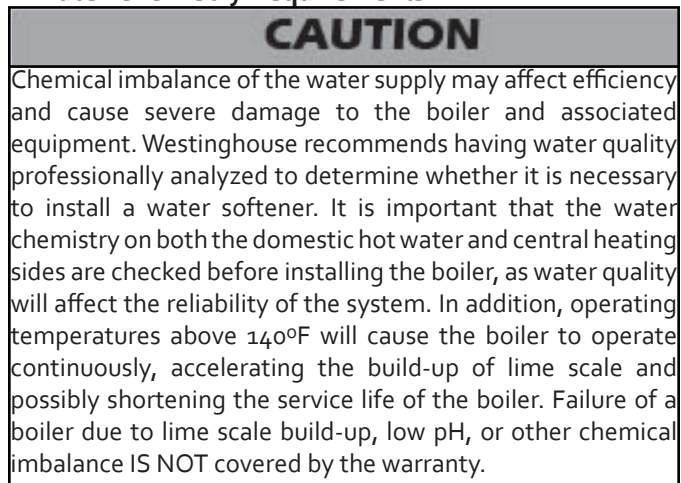 CAUTION
Chemical imbalance of the water supply may affect efficiency
and cause severe damage to the boiler and associated
equipment. Westinghouse recommends having water quality
professionally analyzed to determine whether it is necessary
to install a water softener. It is important that the water
chemistry on both the domestic hot water and central heating
sides are checked before installing the boiler, as water quality
will affect the reliability of the system. In addition, operating
temperatures above 140ºF will cause the boiler to operate
continuously, accelerating the build-up of lime scale and
possibly shortening the service life of the boiler. Failure of a
boiler due to lime scale build-up, low pH, or other chemical
imbalance IS NOT covered by the warranty.